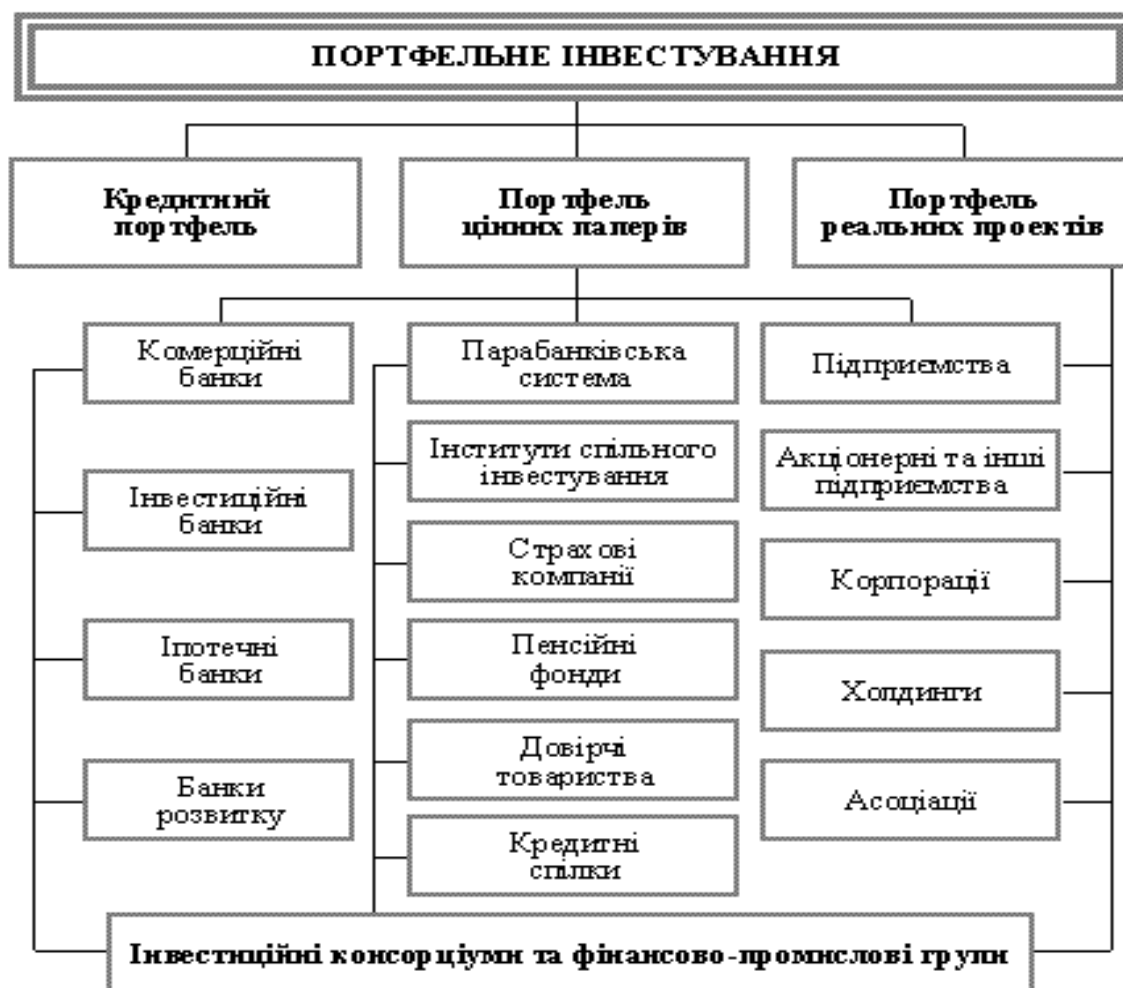 ПОРТФЕЛЬНЕ ІНВЕСТУВАННЯ
Кредитний
портфель
Портфель
цінних паперів
Портфель
реальних проектів
Комерційні
банки
Парабанківська
система
Підприємства
Інвестиційні
банки
Інститути спільного
інвестування
Акціонерні та інші
підприємства
Страхові
компанії
Корпорації
Іпотечні
банки
Пенсійні
фонди
Холдинги
Банки
розвитку
Довірчі
товариства
Асоціації
Кредитні
спілки
Інвестиційні консорціуми та фінансово-промислові групи